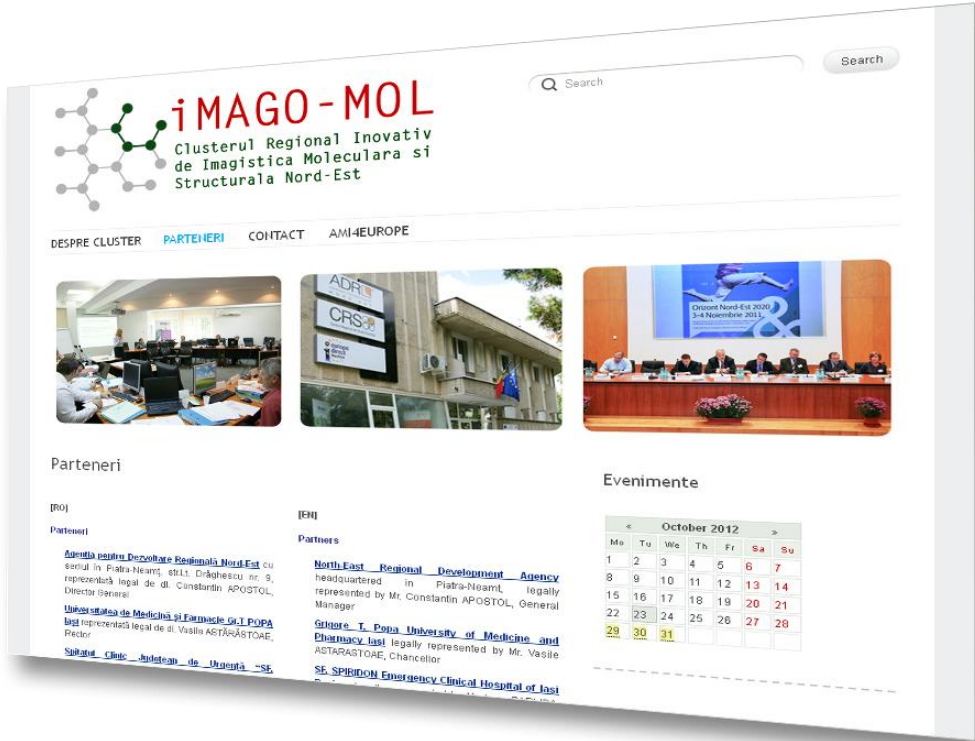 Search
Search
iMAGO-MOL
Clusterul Regional Inovativ
de Imagistica Moleculara si
Structurala Nord-Est
DESPRE CLUSTER PARTENERI CONTACT AMI4EUROPE
ADR
CRS
europe
direct
Orizont Nord-Est 2020
3-4 Noiembrie 2011
&
Parteneri
[RO]
Parteneri
Agenția pentru Dezvoltare Regională Nord-Est cu
sediul în Piatra-Neamț, str.Lt. Drăghescu nr. 9,
reprezentată legal de dl. Constantin APOSTOL,
Director General
Universitatea de Medicină și Farmacie Gr.T. POPA
Iași reprezentată legal de dl. Vasile ASTĂRĂSTOAE,
Rector
Spitalul Clinic Județean de Urgență "SF.
[EN]
Partners
North-East Regional Development Agency
headquartered in Piatra-Neamt, legally
represented by Mr. Constantin APOSTOL, General
Manager
Grigore T. Popa University of Medicine and
Pharmacy Iași legally represented by Mr. Vasile
ASTARASTOAE, Chancellor
SF. SPIRIDON Emergency Clinical Hospital of Iasi
Evenimente
« October 2012 »
Mo Tu We Th Fr Sa Su
1 2 3 4 5 6 7
8 9 10 11 12 13 14
15 16 17 18 19 20 21
22 23 24 25 26 27 28
29 30 31